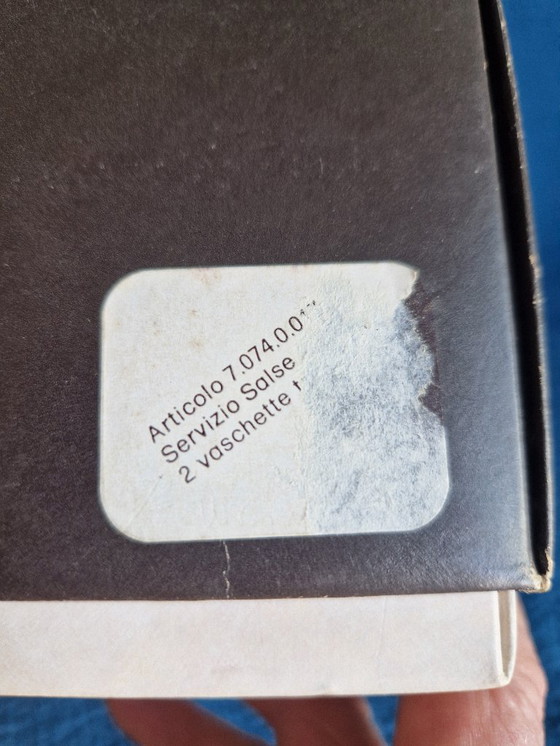 Articolo 7.074.0.0
Servizio Salse
2 vaschette